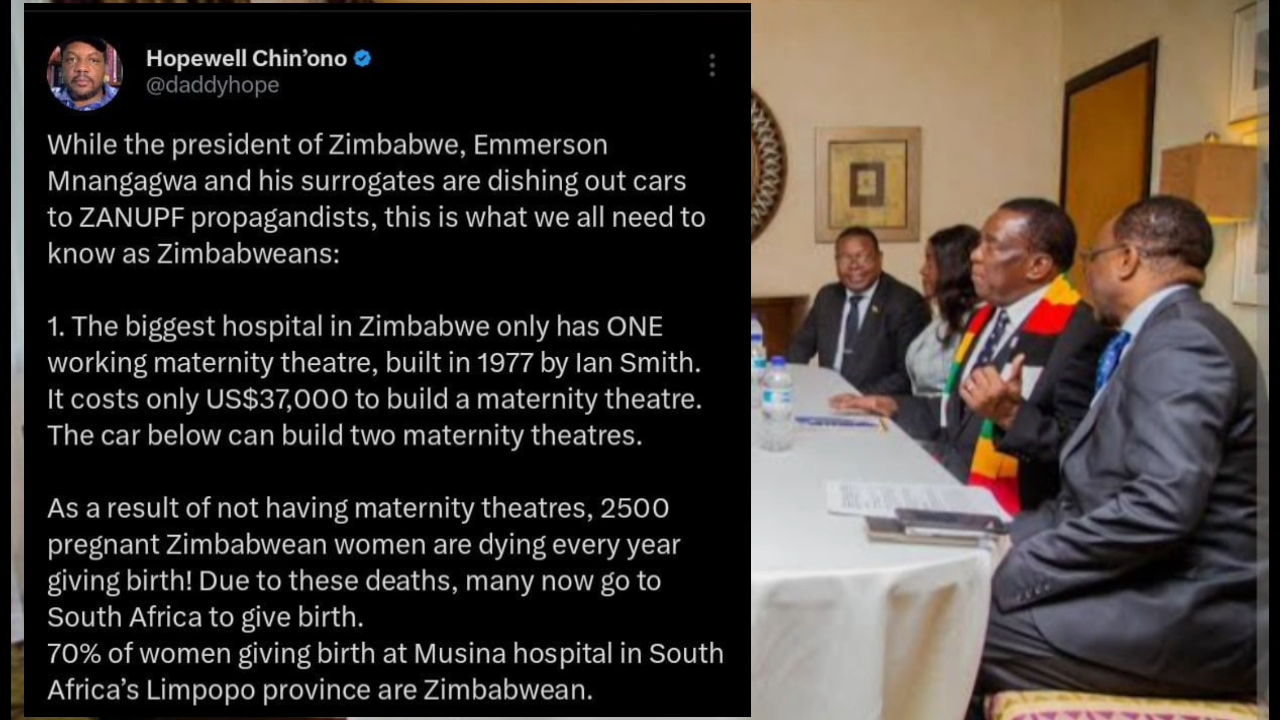 Hopewell Chin’ono
@daddyhope
While the president of Zimbabwe, Emmerson
Mnangagwa and his surrogates are dishing out cars
to ZANUPF propagandists, this is what we all need to
know as Zimbabweans:
1. The biggest hospital in Zimbabwe only has ONE
working maternity theatre, built in 1977 by Ian Smith.
It costs only US$37,000 to build a maternity theatre.
The car below can build two maternity theatres.
As a result of not having maternity theatres, 2500
pregnant Zimbabwean women are dying every year
giving birth! Due to these deaths, many now go to
South Africa to give birth.
70% of women giving birth at Musina hospital in South
Africa’s Limpopo province are Zimbabwean.